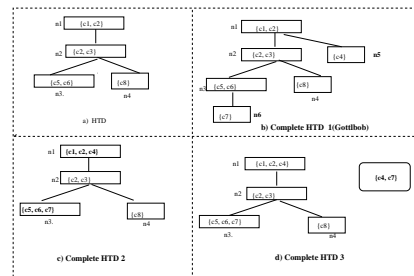 n1 {c1, c2}
n2 {c2, c3}
{c5, c6} {c8}
n3. n4
a) HTD
n1 {c1, c2}
n2 {c2, c3} {c4} n5
n3 {c5, c6} {c8}
n4
{c7} n6
b) Complete HTD 1(Gottlbob)
n1 {c1, c2, c4}
n2 {c2, c3}
{c5, c6, c7} {c8}
n3. n4
c) Complete HTD 2
n1 {c1, c2, c4} {c4, c7}
n2 {c2, c3}
{c5, c6, c7} {c8}
n3. n4
d) Complete HTD 3